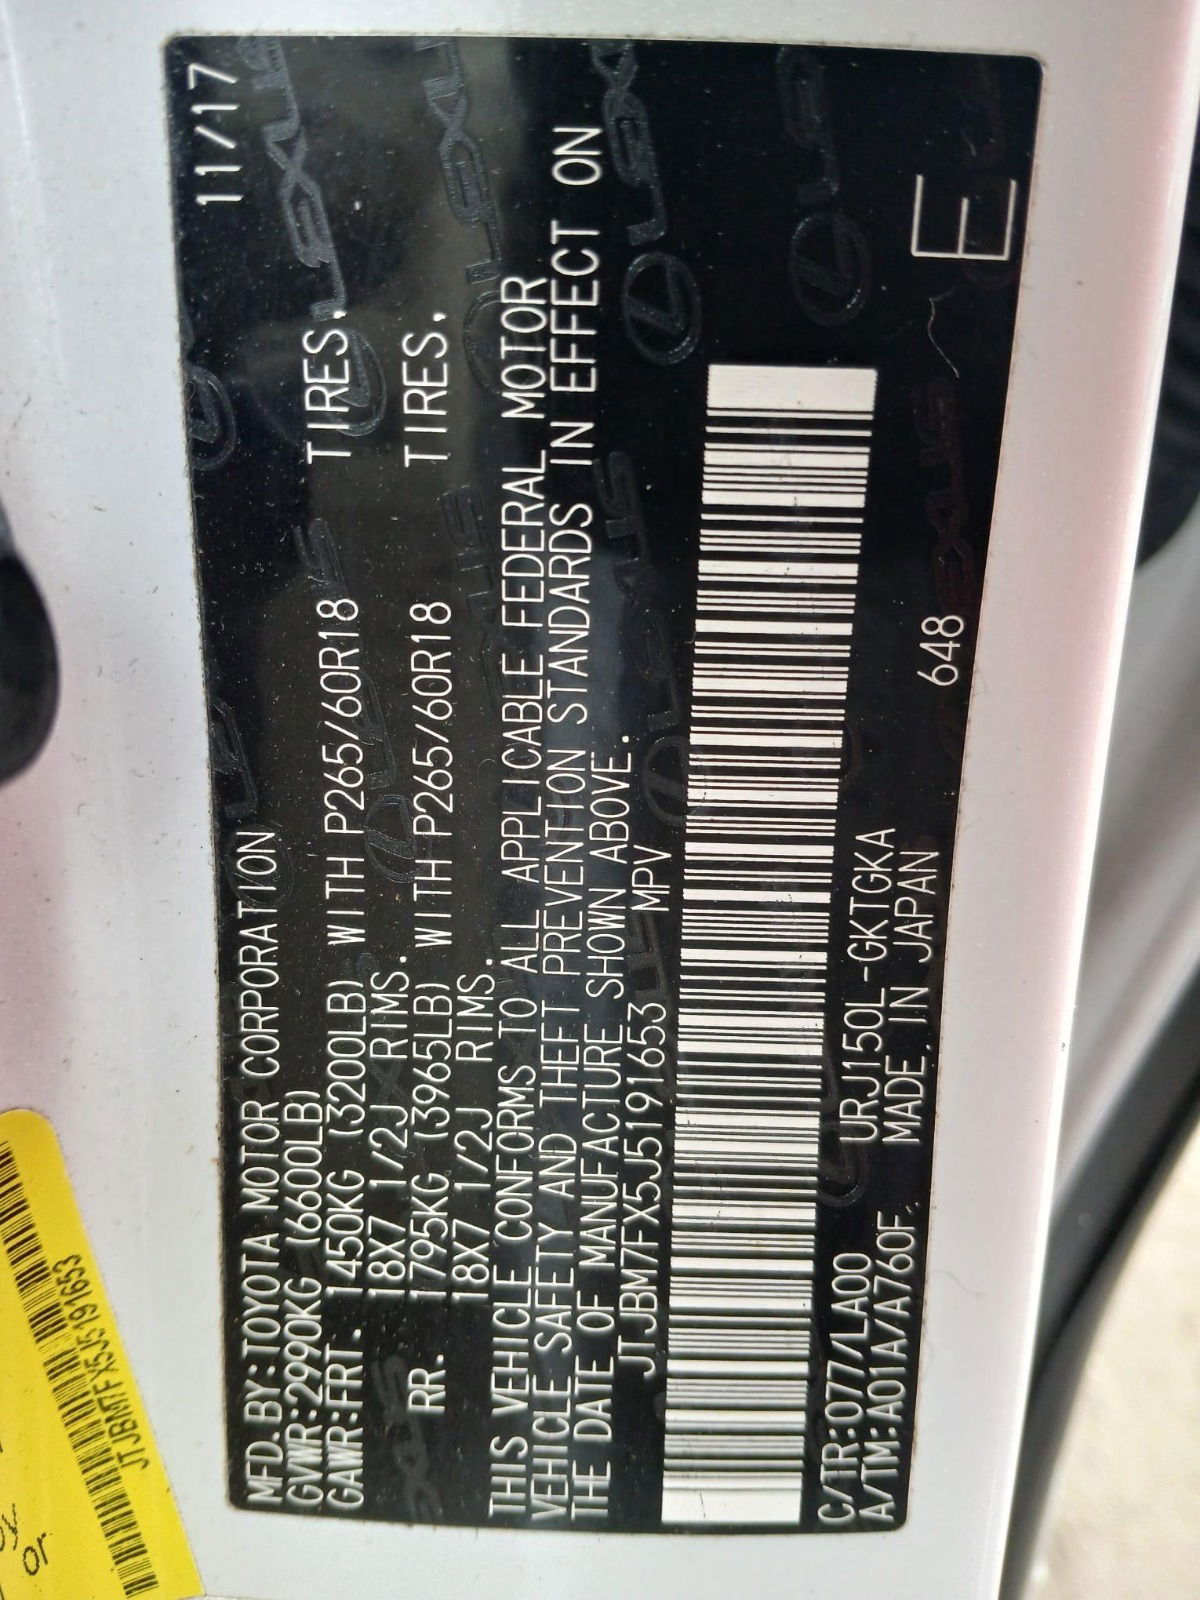 MFD.BY:TOYOTA MOTOR CORPORATION 11/17
GVWR:2990KG (6600LB)
GAWR:FRT. 1450KG (3200LB) WITH P265/60R18 TIRES,
18X7 1/2J RIMS.
RR. 1795KG (3965LB) WITH P265/60R18 TIRES,
18X7 1/2J RIMS.
THIS VEHICLE CONFORMS TO ALL APPLICABLE FEDERAL MOTOR
VEHICLE SAFETY AND THEFT PREVENTION STANDARDS IN EFFECT ON
THE DATE OF MANUFACTURE SHOWN ABOVE.
JTJBM7FX5J5191653 MPV
C/TR:077/LA00 URJ150L-GKTGKA
A/TM:A01A/A760F MADE IN JAPAN 648
E
LEXUS
JTJBM7FX5J5191653
or